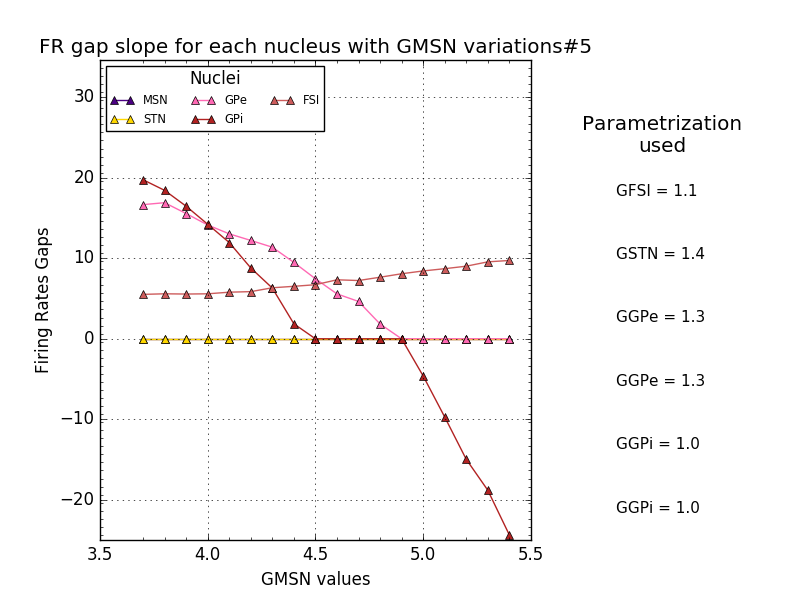 FR gap slope for each nucleus with GMSN variations#5
Nuclei
MSN GPe FSI
STN GPi
30
20
10
0
−10
−20
Firing Rates Gaps
3.5 4.0 4.5 5.0 5.5
GMSN values
Parametrization
used
GFSI = 1.1
GSTN = 1.4
GGPe = 1.3
GGPe = 1.3
GGPi = 1.0
GGPi = 1.0